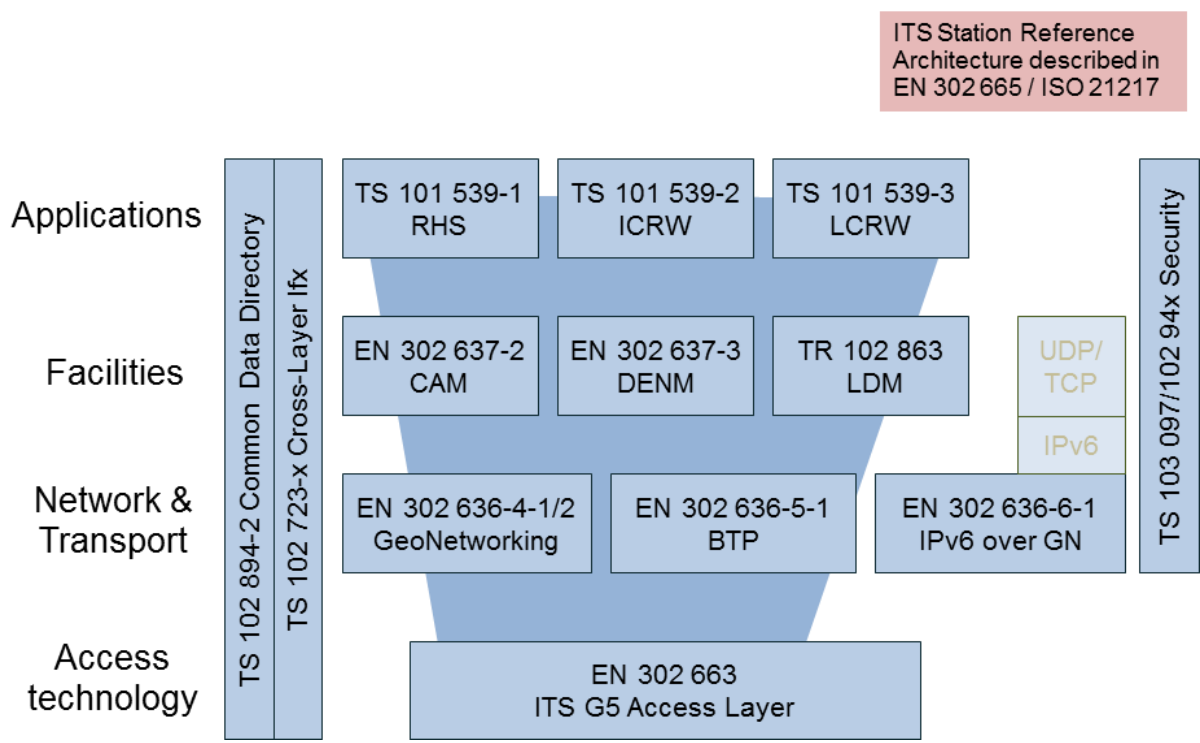 ITS Station Reference
Architecture described in
EN 302 665 / ISO 21217
Applications
TS 102 894-2 Common Data Directory
TS 102 723-x Cross-Layer Ifx
TS 101 539-1
RHS
TS 101 539-2
ICRW
TS 101 539-3
LCRW
TS 103 097/102 94x Security
Facilities
EN 302 637-2
CAM
EN 302 637-3
DENM
TR 102 863
LDM
UDP/
TCP
IPv6
Network &
Transport
EN 302 636-4-1/2
GeoNetworking
EN 302 636-5-1
BTP
EN 302 636-6-1
IPv6 over GN
Access
technology
EN 302 663
ITS G5 Access Layer